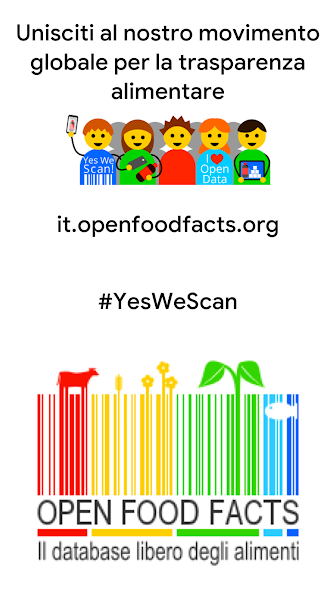 Unisciti al nostro movimento
globale per la trasparenza
alimentare
Yes We
Scan!
I
Open
Data
it.openfoodfacts.org
#YesWeScan
OPEN FOOD FACTS
Il database libero degli alimenti